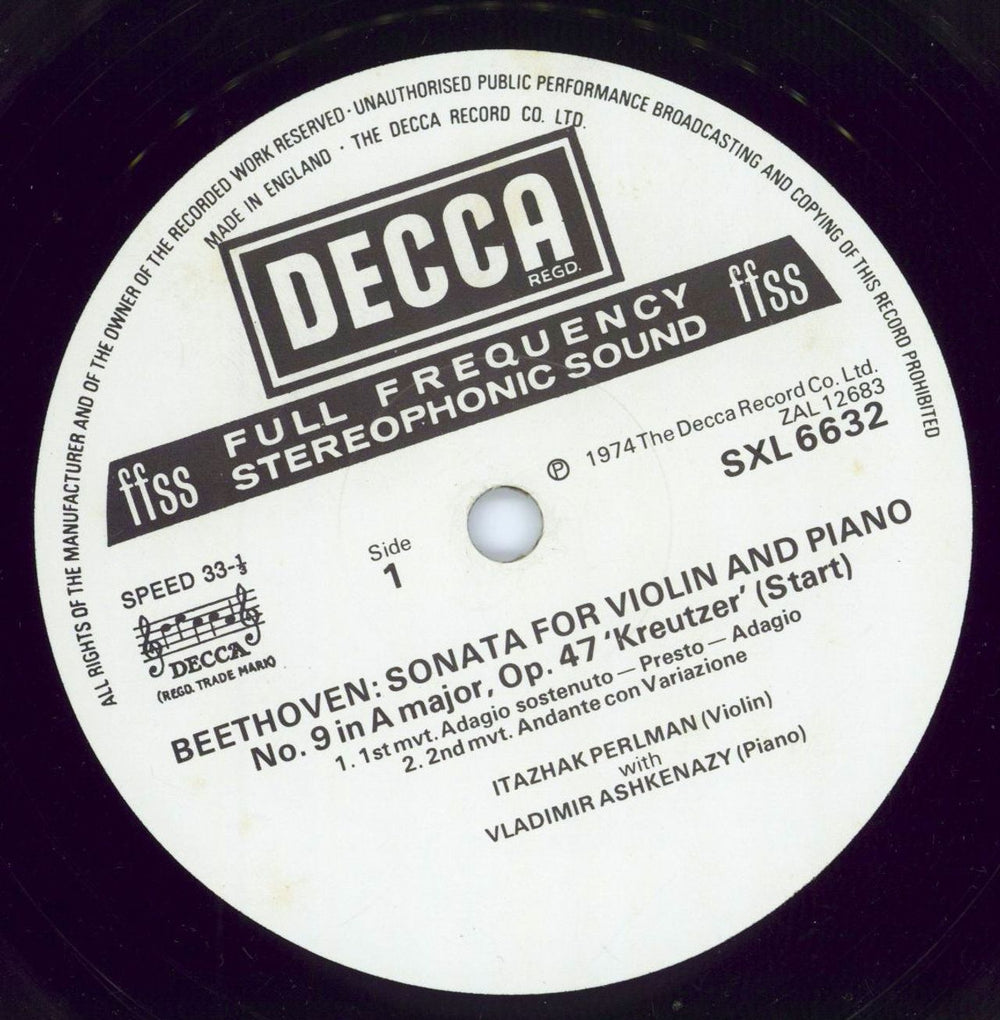 ALL RIGHTS OF THE MANUFACTURER AND OF THE OWNER OF THE RECORDED WORK RESERVED · UNAUTHORISED PUBLIC PERFORMANCE BROADCASTING AND COPYING OF THIS RECORD PROHIBITED
MADE IN ENGLAND · THE DECCA RECORD CO. LTD.
DECCA
REGD.
ffss FULL FREQUENCY ffss
STEREOPHONIC SOUND
Ⓟ 1974 The Decca Record Co. Ltd.
ZAL 12683
SXL 6632
Side
1
SPEED 33-⅓
DECCA
(REGD. TRADE MARK)
BEETHOVEN: SONATA FOR VIOLIN AND PIANO
No. 9 in A major, Op. 47 'Kreutzer' (Start)
1. 1st mvt. Adagio sostenuto — Presto — Adagio
2. 2nd mvt. Andante con Variazione
ITAZHAK PERLMAN (Violin)
with
VLADIMIR ASHKENAZY (Piano)